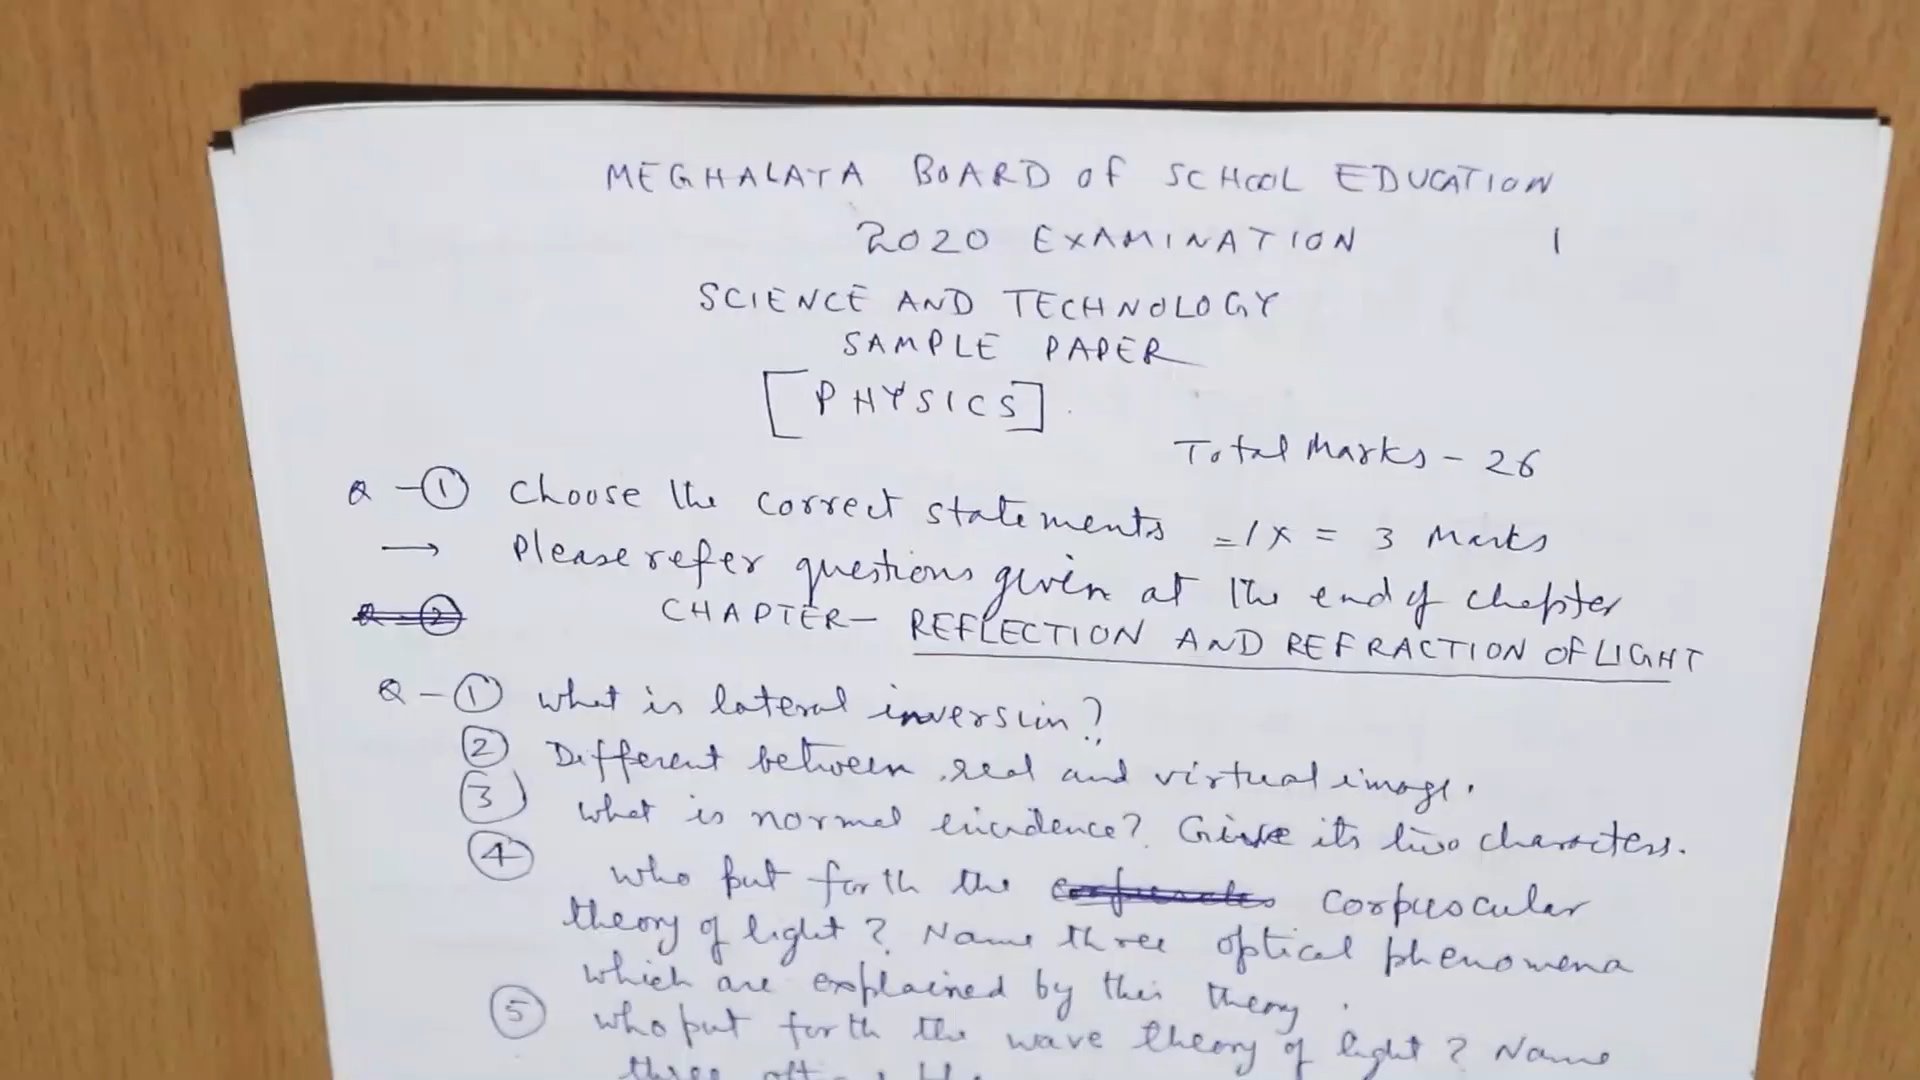 MEGHALAYA BOARD OF SCHOOL EDUCATION
2020 EXAMINATION 1
SCIENCE AND TECHNOLOGY
SAMPLE PAPER
[PHYSICS]
Total Marks - 26
Q - ① Choose the correct statements = 1 x = 3 Marks
→ Please refer questions given at the end of chapter
CHAPTER - REFLECTION AND REFRACTION OF LIGHT
Q - ① What is lateral inversion?
② Different between real and virtual image.
③ What is normal incidence? Give its two characters.
④ Who put forth the corpuscular
theory of light? Name three optical phenomena
which are explained by this theory.
⑤ Who put forth the wave theory of light? Name
three